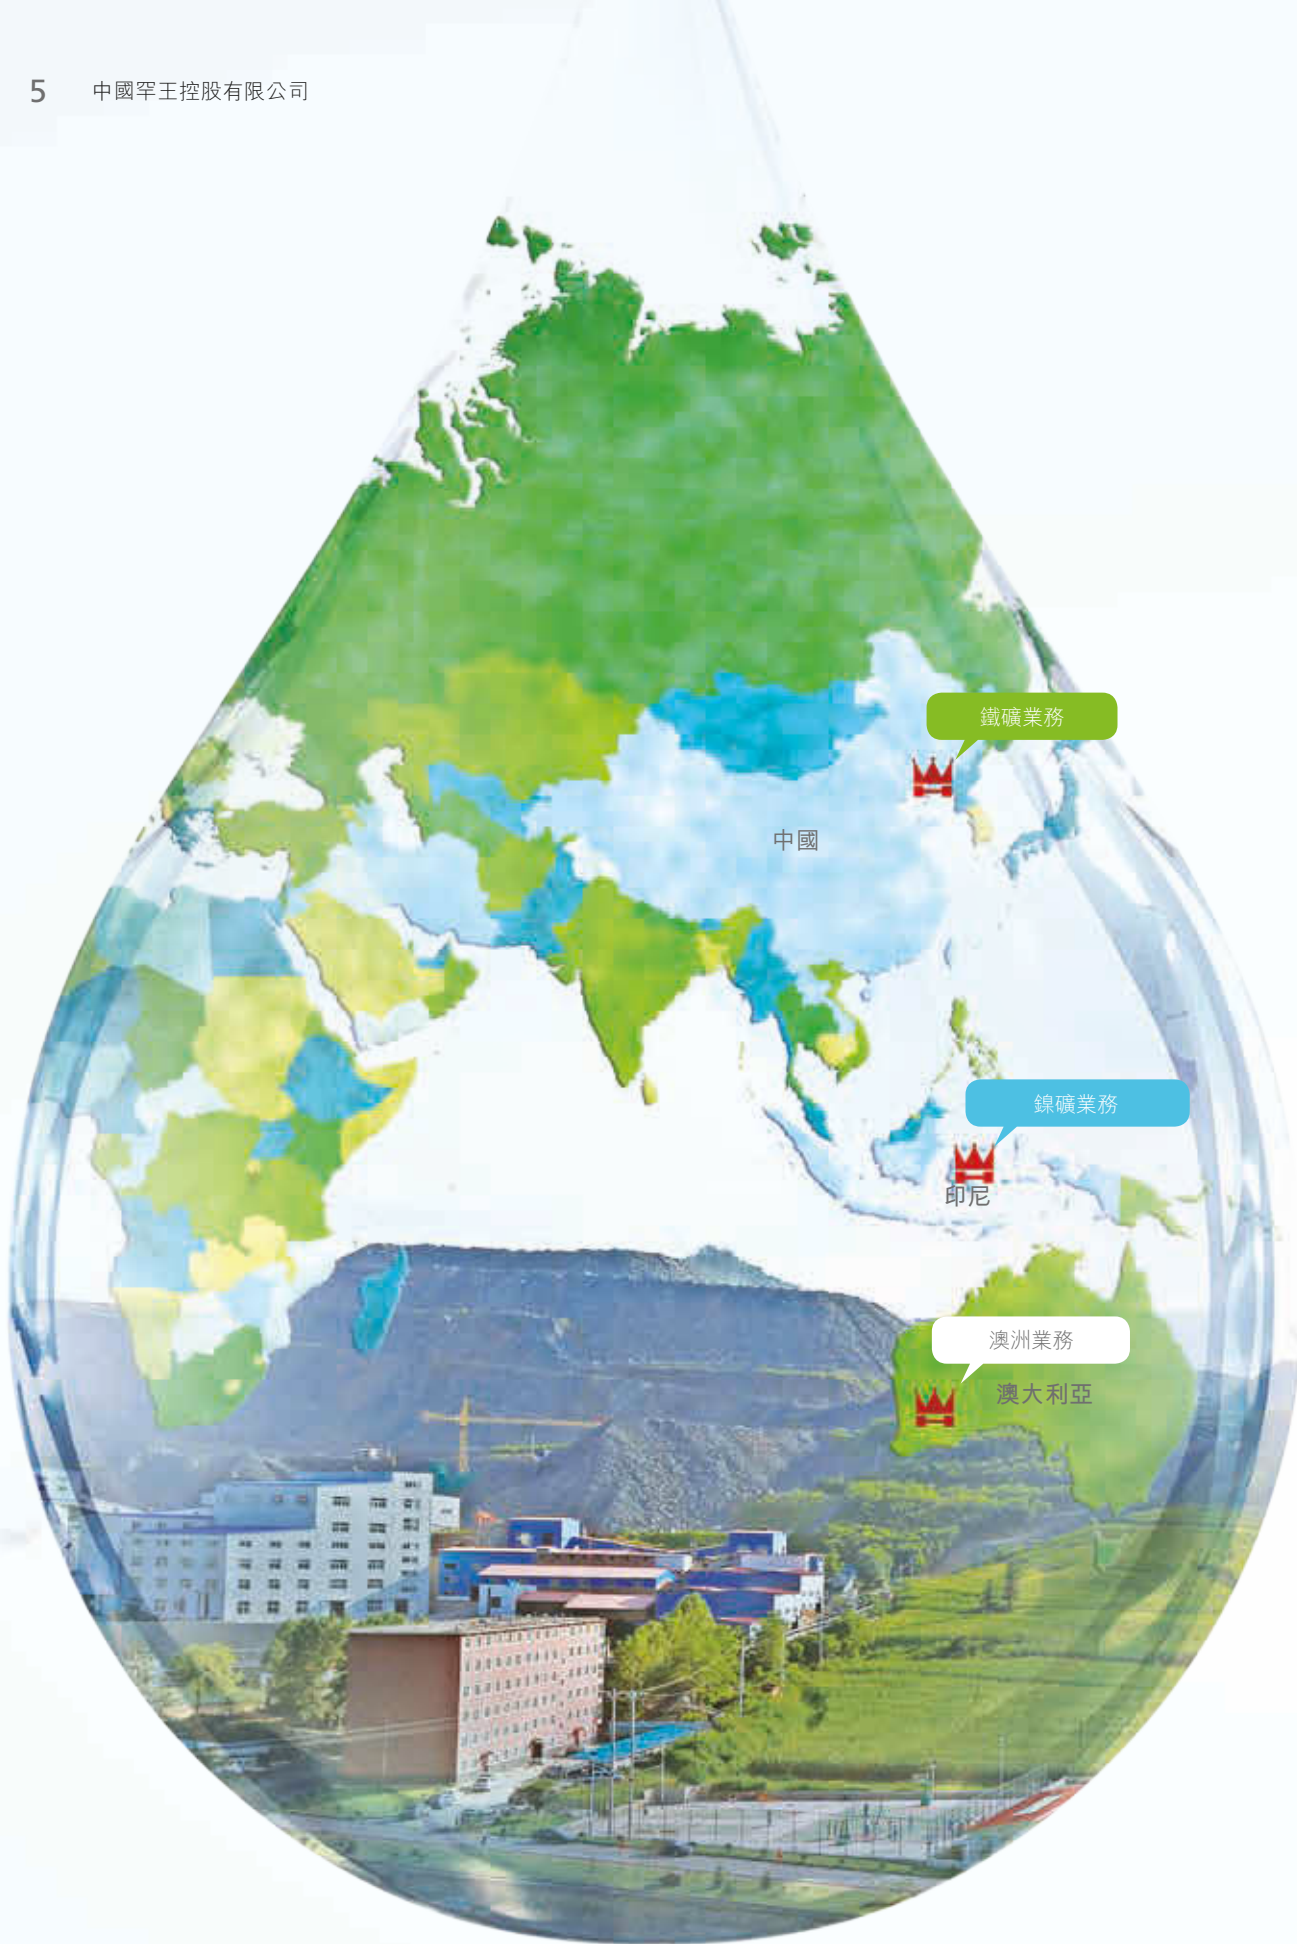 5 中國罕王控股有限公司
鐵礦業務
中國
鎳礦業務
印尼
澳洲業務
澳大利亞